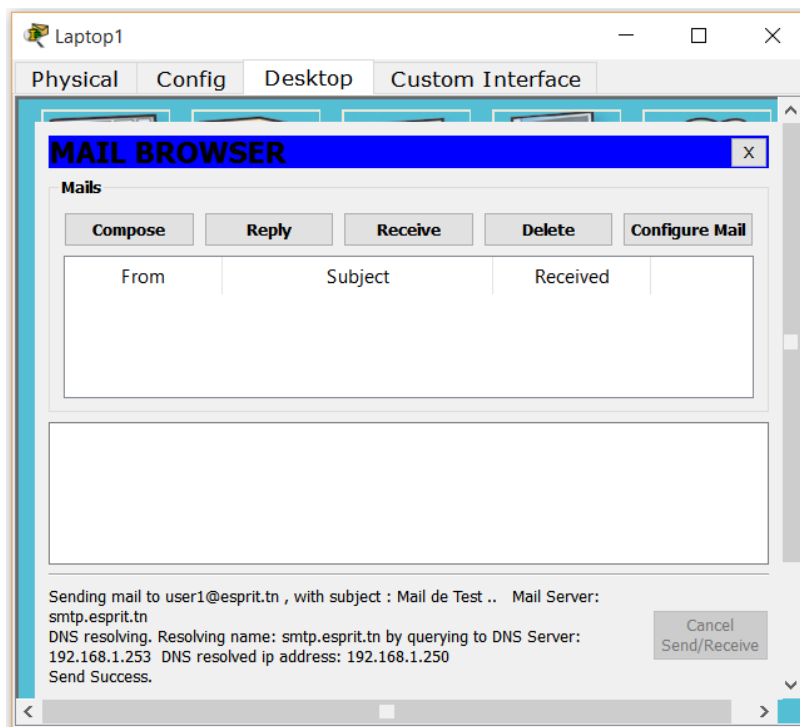 Laptop1
Physical Config Desktop Custom Interface
MAIL BROWSER X
Mails
Compose Reply Receive Delete Configure Mail
From Subject Received
Sending mail to user1@esprit.tn , with subject : Mail de Test .. Mail Server:
smtp.esprit.tn
DNS resolving. Resolving name: smtp.esprit.tn by querying to DNS Server:
192.168.1.253 DNS resolved ip address: 192.168.1.250
Send Success.
Cancel
Send/Receive